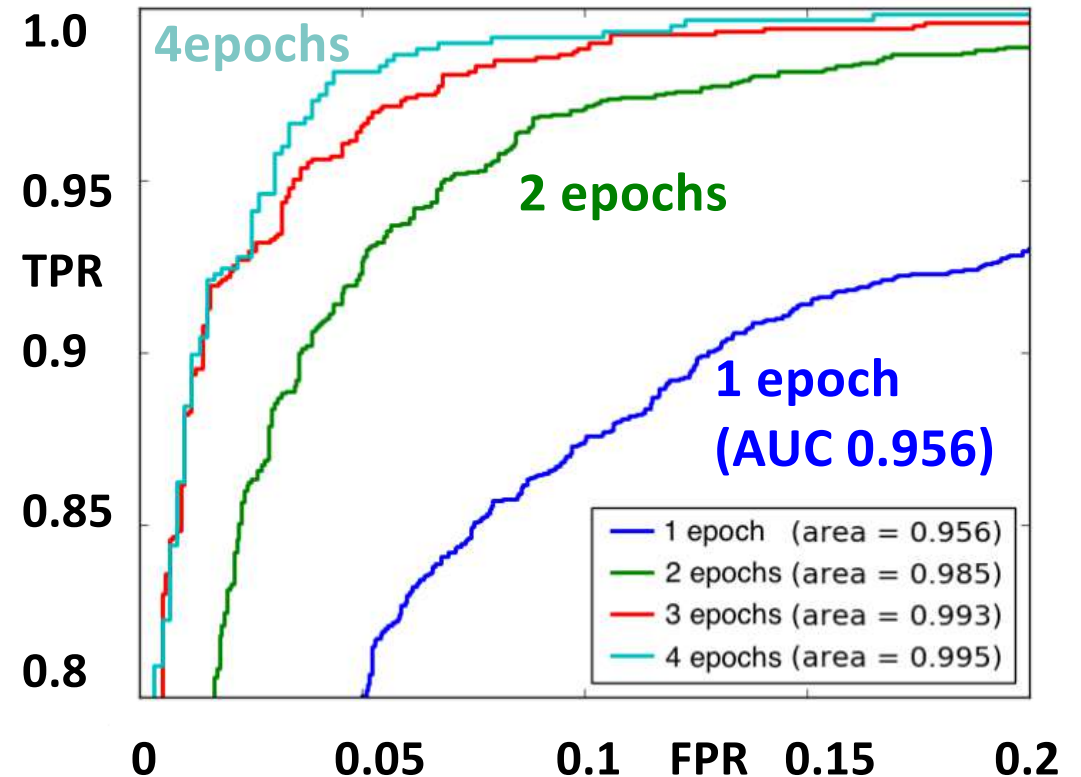 1.0
4epochs
0.95
2 epochs
TPR
0.9
1 epoch
(AUC 0.956)
0.85
1 epoch (area = 0.956)
2 epochs (area = 0.985)
3 epochs (area = 0.993)
4 epochs (area = 0.995)
0.8
0 0.05 0.1 FPR 0.15 0.2